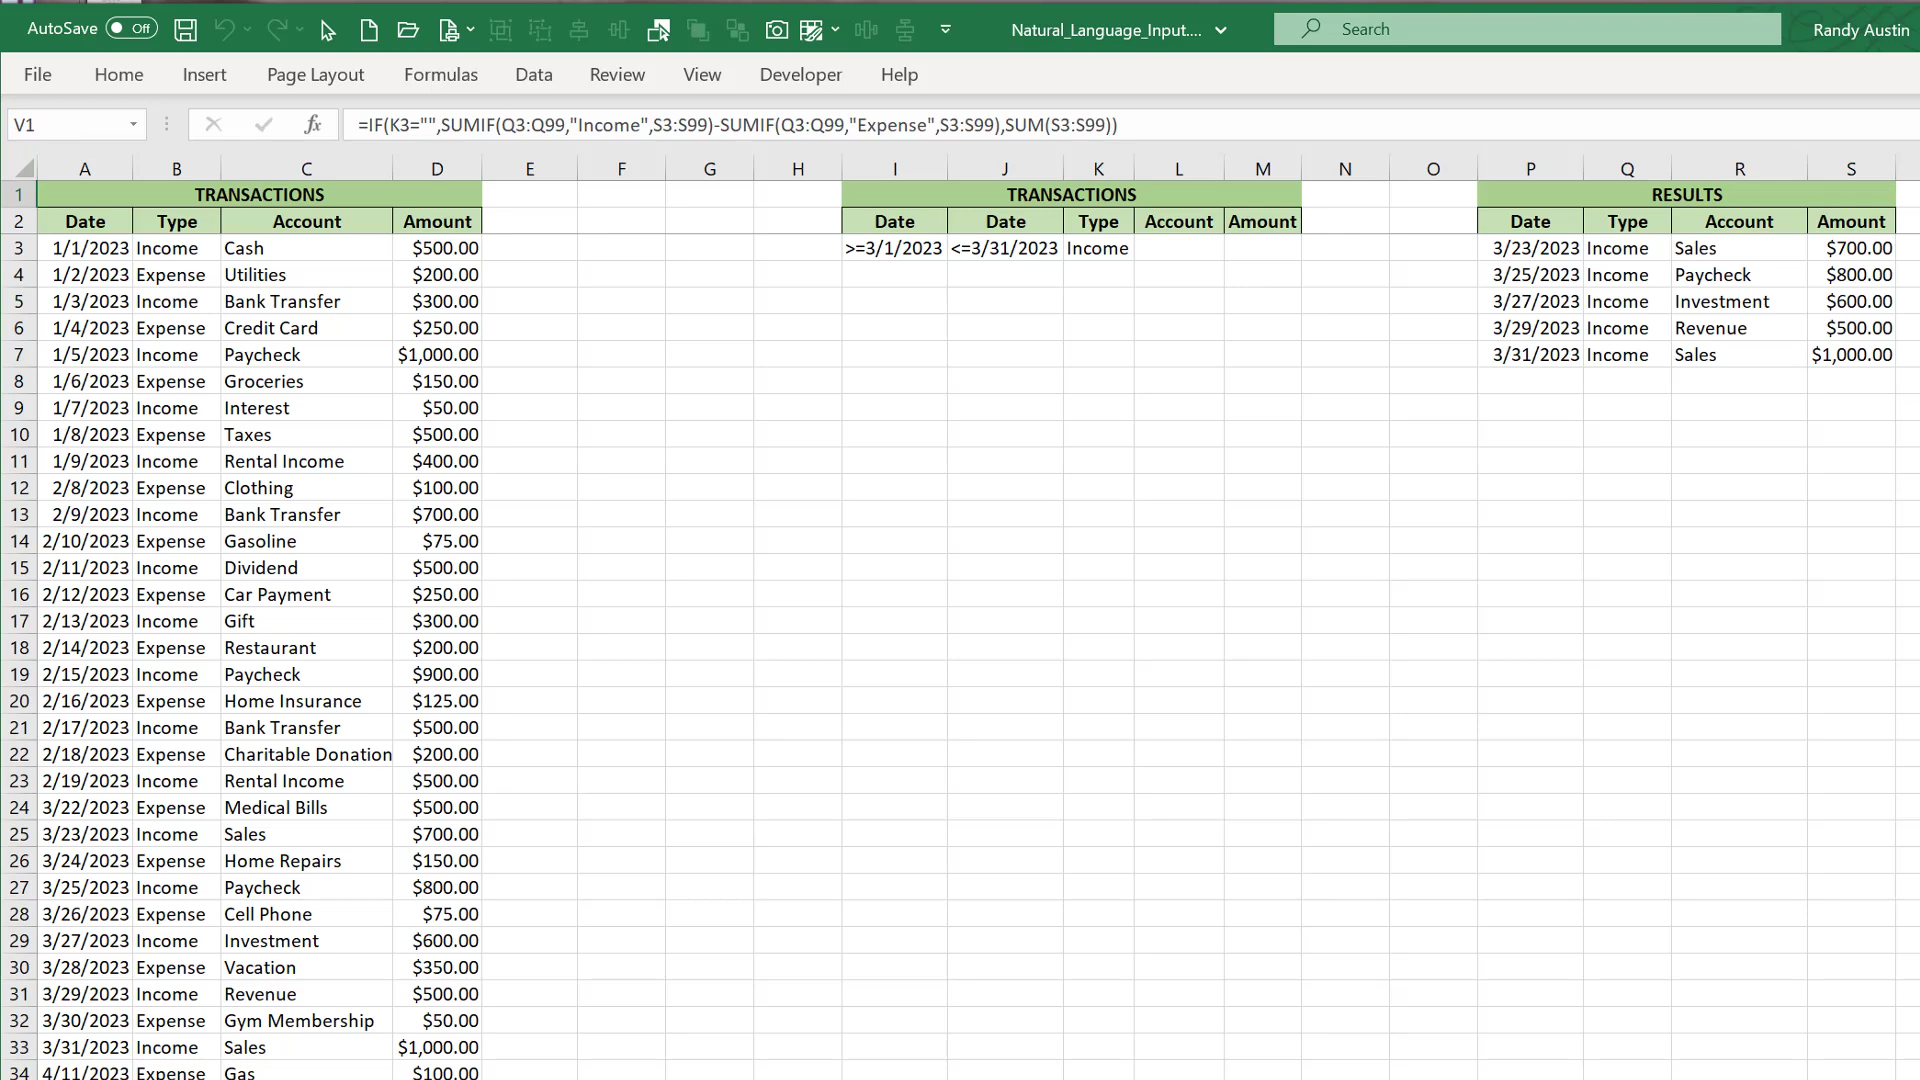 AutoSave Off Natural_Language_Input.... Search Randy Austin
File Home Insert Page Layout Formulas Data Review View Developer Help
V1 fx =IF(K3="",SUMIF(Q3:Q99,"Income",S3:S99)-SUMIF(Q3:Q99,"Expense",S3:S99),SUM(S3:S99))
A B C D E F G H I J K L M N O P Q R S
1 TRANSACTIONS TRANSACTIONS RESULTS
2 Date Type Account Amount Date Date Type Account Amount Date Type Account Amount
3 1/1/2023 Income Cash $500.00 >=3/1/2023 <=3/31/2023 Income 3/23/2023 Income Sales $700.00
4 1/2/2023 Expense Utilities $200.00 3/25/2023 Income Paycheck $800.00
5 1/3/2023 Income Bank Transfer $300.00 3/27/2023 Income Investment $600.00
6 1/4/2023 Expense Credit Card $250.00 3/29/2023 Income Revenue $500.00
7 1/5/2023 Income Paycheck $1,000.00 3/31/2023 Income Sales $1,000.00
8 1/6/2023 Expense Groceries $150.00
9 1/7/2023 Income Interest $50.00
10 1/8/2023 Expense Taxes $500.00
11 1/9/2023 Income Rental Income $400.00
12 2/8/2023 Expense Clothing $100.00
13 2/9/2023 Income Bank Transfer $700.00
14 2/10/2023 Expense Gasoline $75.00
15 2/11/2023 Income Dividend $500.00
16 2/12/2023 Expense Car Payment $250.00
17 2/13/2023 Income Gift $300.00
18 2/14/2023 Expense Restaurant $200.00
19 2/15/2023 Income Paycheck $900.00
20 2/16/2023 Expense Home Insurance $125.00
21 2/17/2023 Income Bank Transfer $500.00
22 2/18/2023 Expense Charitable Donation $200.00
23 2/19/2023 Income Rental Income $500.00
24 3/22/2023 Expense Medical Bills $500.00
25 3/23/2023 Income Sales $700.00
26 3/24/2023 Expense Home Repairs $150.00
27 3/25/2023 Income Paycheck $800.00
28 3/26/2023 Expense Cell Phone $75.00
29 3/27/2023 Income Investment $600.00
30 3/28/2023 Expense Vacation $350.00
31 3/29/2023 Income Revenue $500.00
32 3/30/2023 Expense Gym Membership $50.00
33 3/31/2023 Income Sales $1,000.00
34 4/11/2023 Expense Gas $100.00